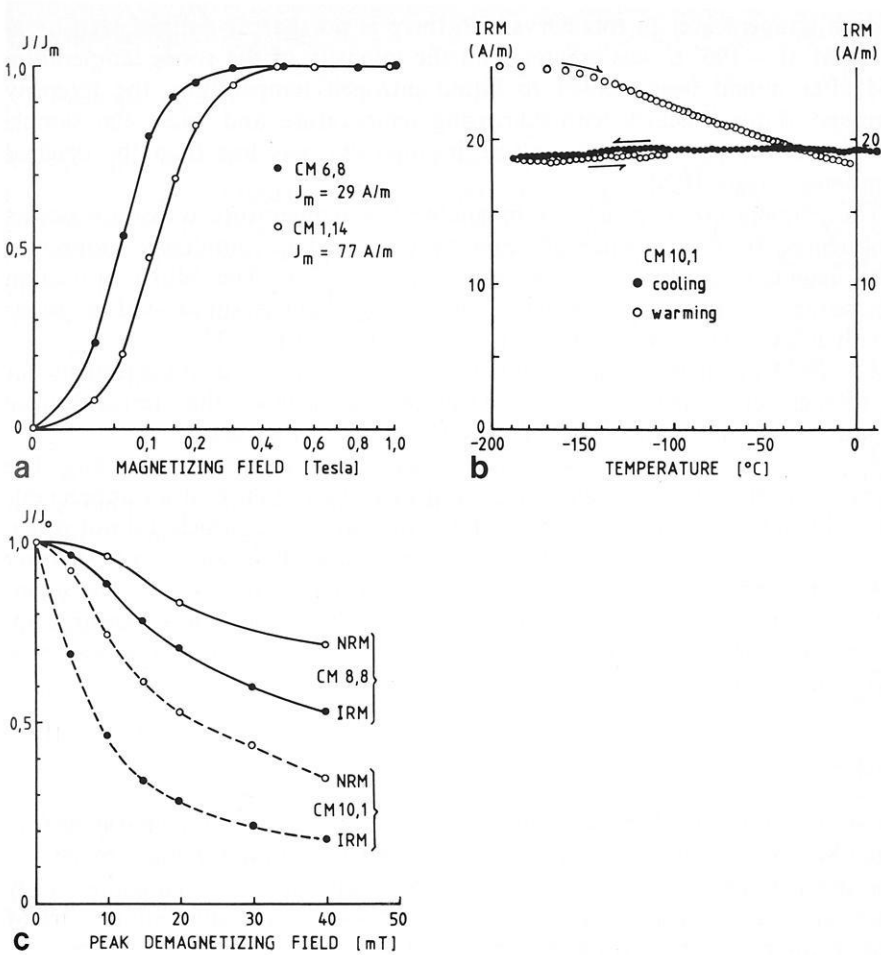 J/Jm
1,0
0,5
0
0
0,1
0,2
0,4
0,6
0,8
1,0
MAGNETIZING FIELD [Tesla]
a
CM 6,8
Jm = 29 A/m
CM 1,14
Jm = 77 A/m
IRM
(A/m)
20
10
0
IRM
(A/m)
20
10
CM 10,1
cooling
warming
-200
-150
-100
-50
0
TEMPERATURE [°C]
b
J/Jo
1,0
0,5
0
0
10
20
30
40
50
PEAK DEMAGNETIZING FIELD [mT]
c
NRM
CM 8,8
IRM
NRM
CM 10,1
IRM